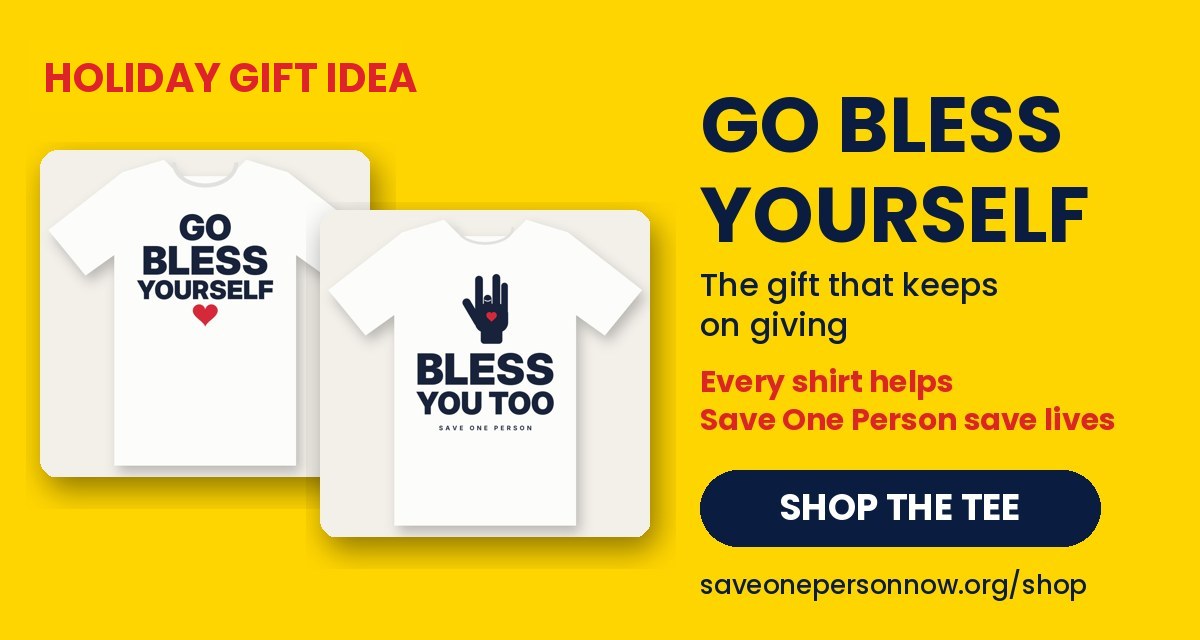 HOLIDAY GIFT IDEA
GO
BLESS
YOURSELF
BLESS
YOU TOO
SAVE ONE PERSON
GO BLESS
YOURSELF
The gift that keeps
on giving
Every shirt helps
Save One Person save lives
SHOP THE TEE
saveonepersonnow.org/shop